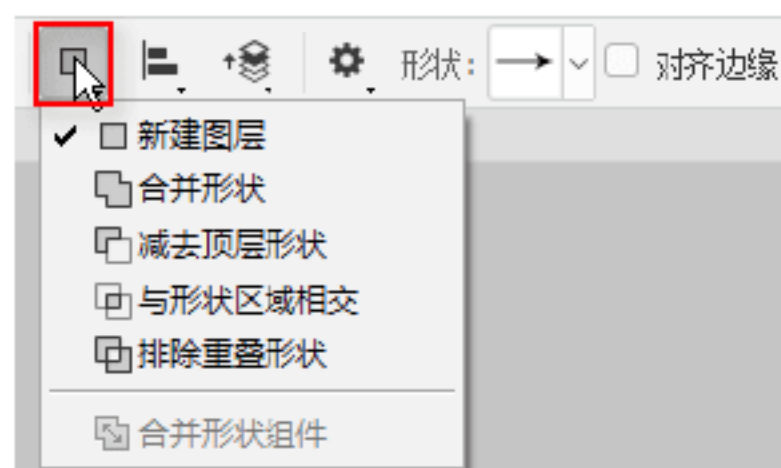 形状: 对齐边缘
新建图层
合并形状
减去顶层形状
与形状区域相交
排除重叠形状
合并形状组件